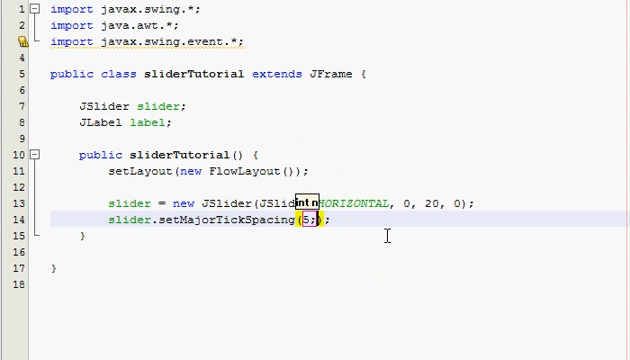 1 import javax.swing.*;
2 import java.awt.*;
import javax.swing.event.*;
4
5 public class sliderTutorial extends JFrame {
6
7 JSlider slider;
8 JLabel label;
9
10 public sliderTutorial() {
11 setLayout(new FlowLayout());
12
int n
13 slider = new JSlider(JSlid HORIZONTAL, 0, 20, 0);
14 slider.setMajorTickSpacing(5;);
15 }
16
17 }
18